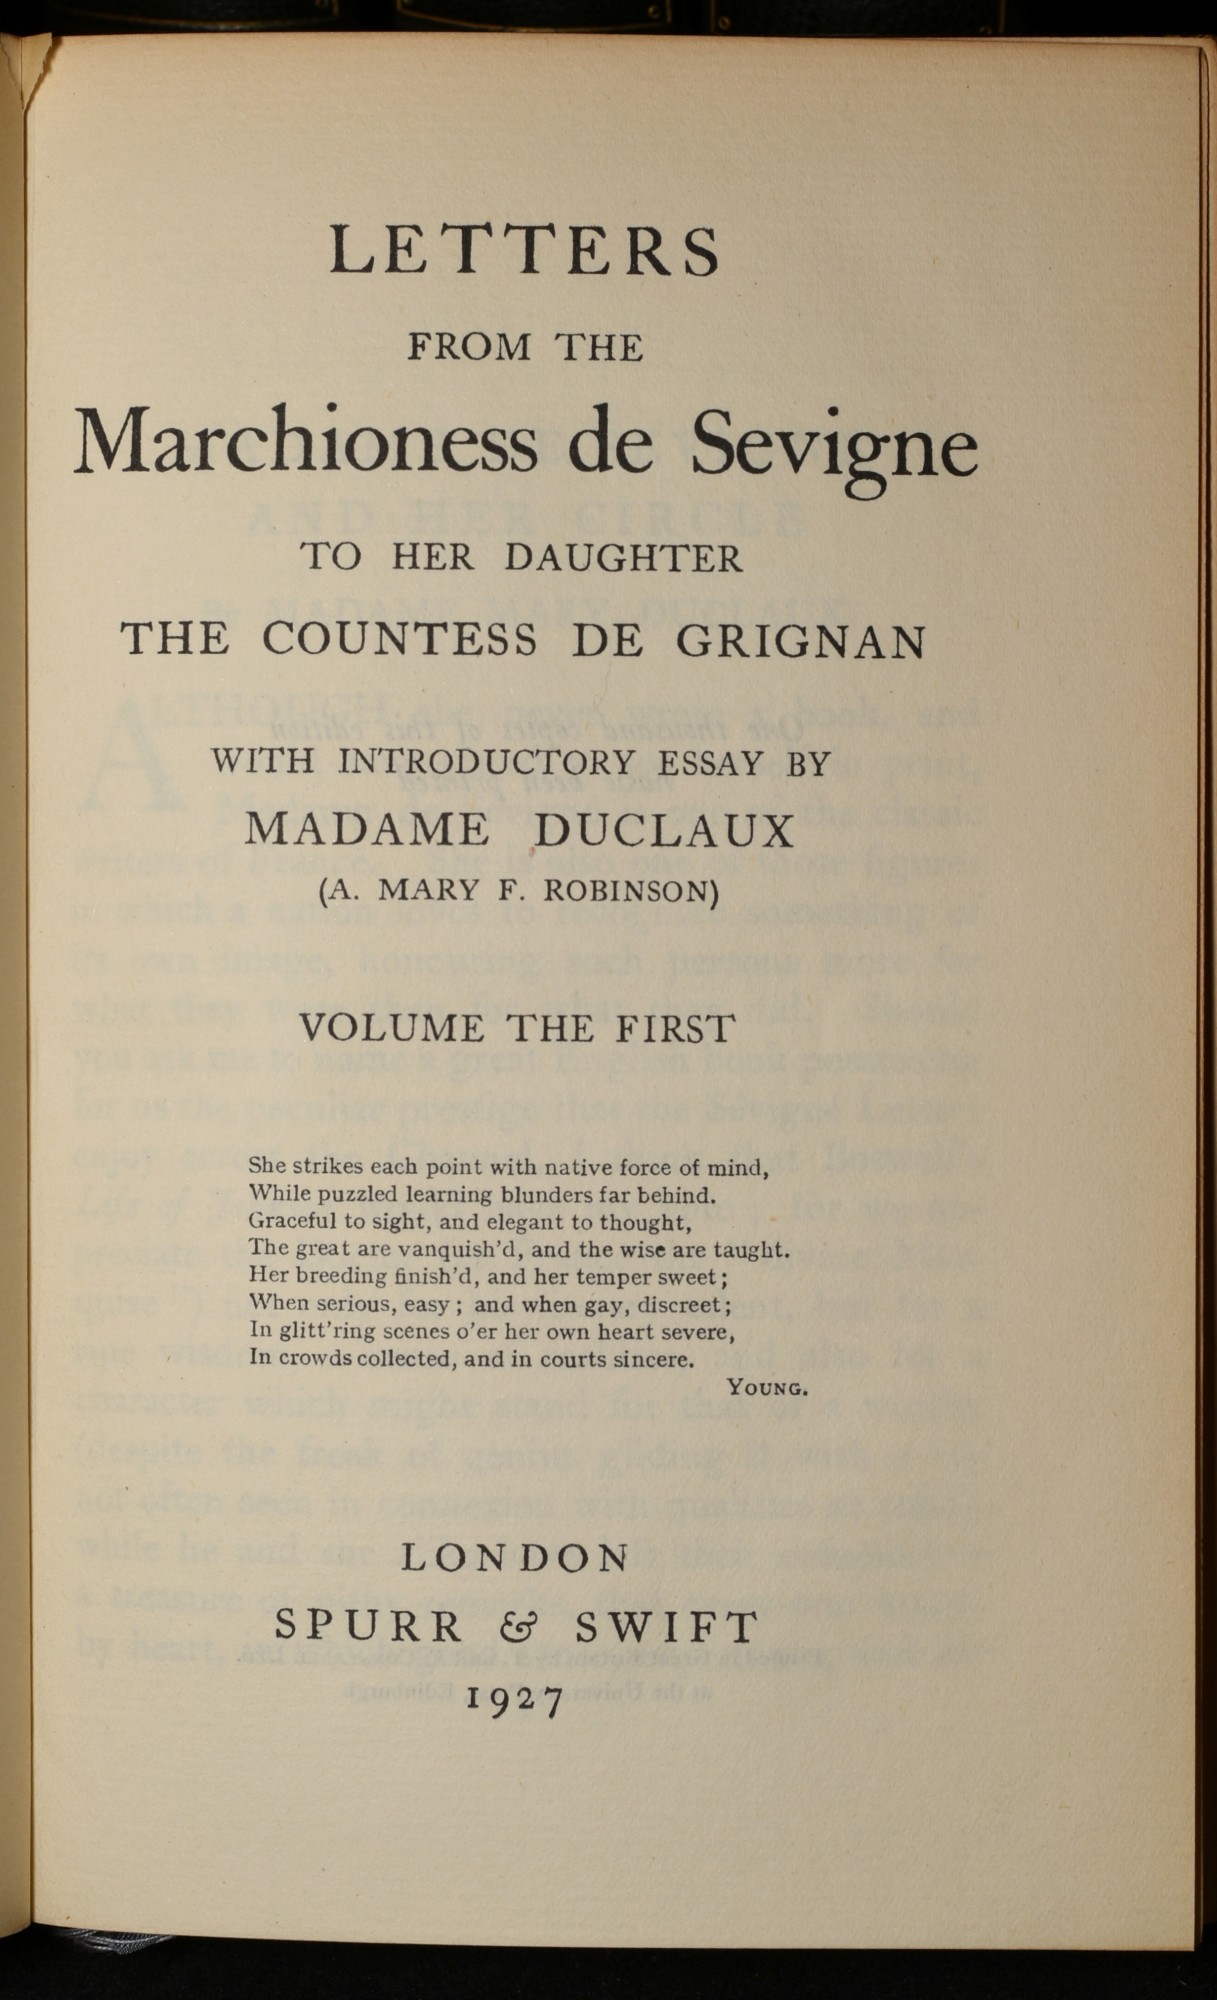 LETTERS
FROM THE
Marchioness de Sevigne
TO HER DAUGHTER
THE COUNTESS DE GRIGNAN
WITH INTRODUCTORY ESSAY BY
MADAME DUCLAUX
(A. MARY F. ROBINSON)
VOLUME THE FIRST
She strikes each point with native force of mind,
While puzzled learning blunders far behind.
Graceful to sight, and elegant to thought,
The great are vanquish'd, and the wise are taught.
Her breeding finish'd, and her temper sweet;
When serious, easy; and when gay, discreet;
In glitt'ring scenes o'er her own heart severe,
In crowds collected, and in courts sincere.
YOUNG.
LONDON
SPURR & SWIFT
1927